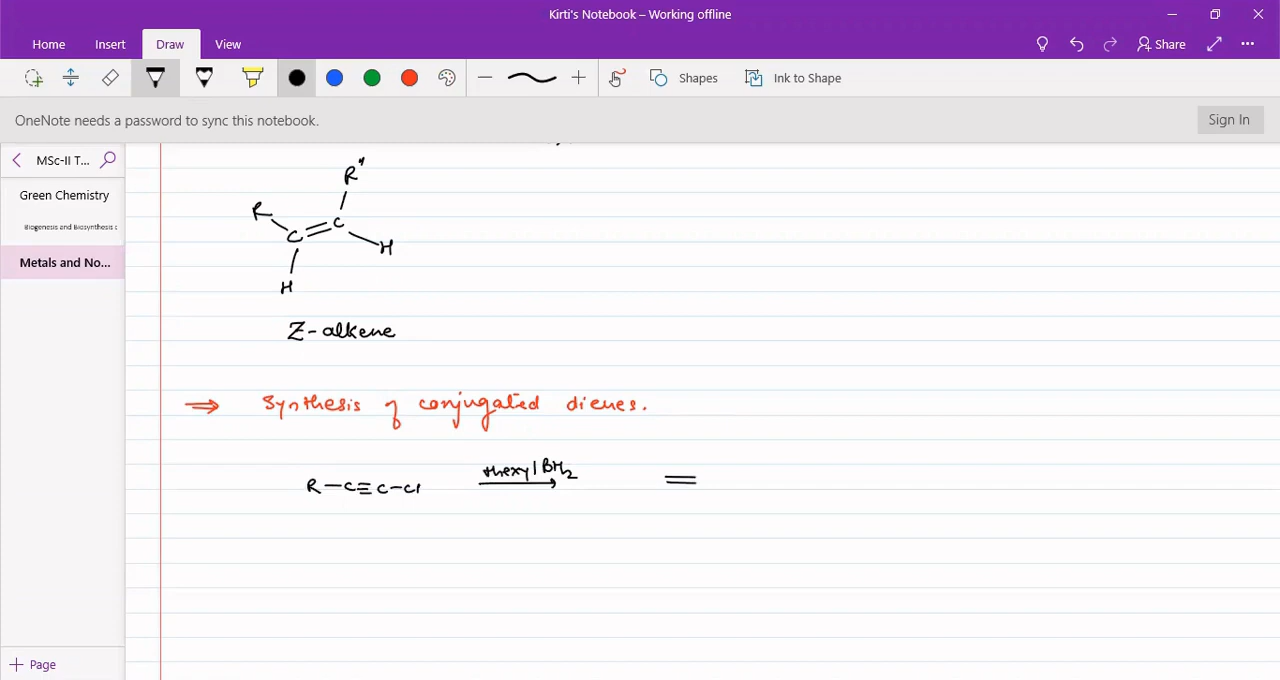 Kirti's Notebook – Working offline
Home Insert Draw View
Share
Shapes
Ink to Shape
OneNote needs a password to sync this notebook.
Sign In
MSc-II T...
Green Chemistry
Biogenesis and Biosynthesis
Metals and No...
Page
R"
R
C=C
H
H
Z-alkene
⇒ Synthesis of conjugated dienes.
thexylBH2
R-C≡C-Cl → =